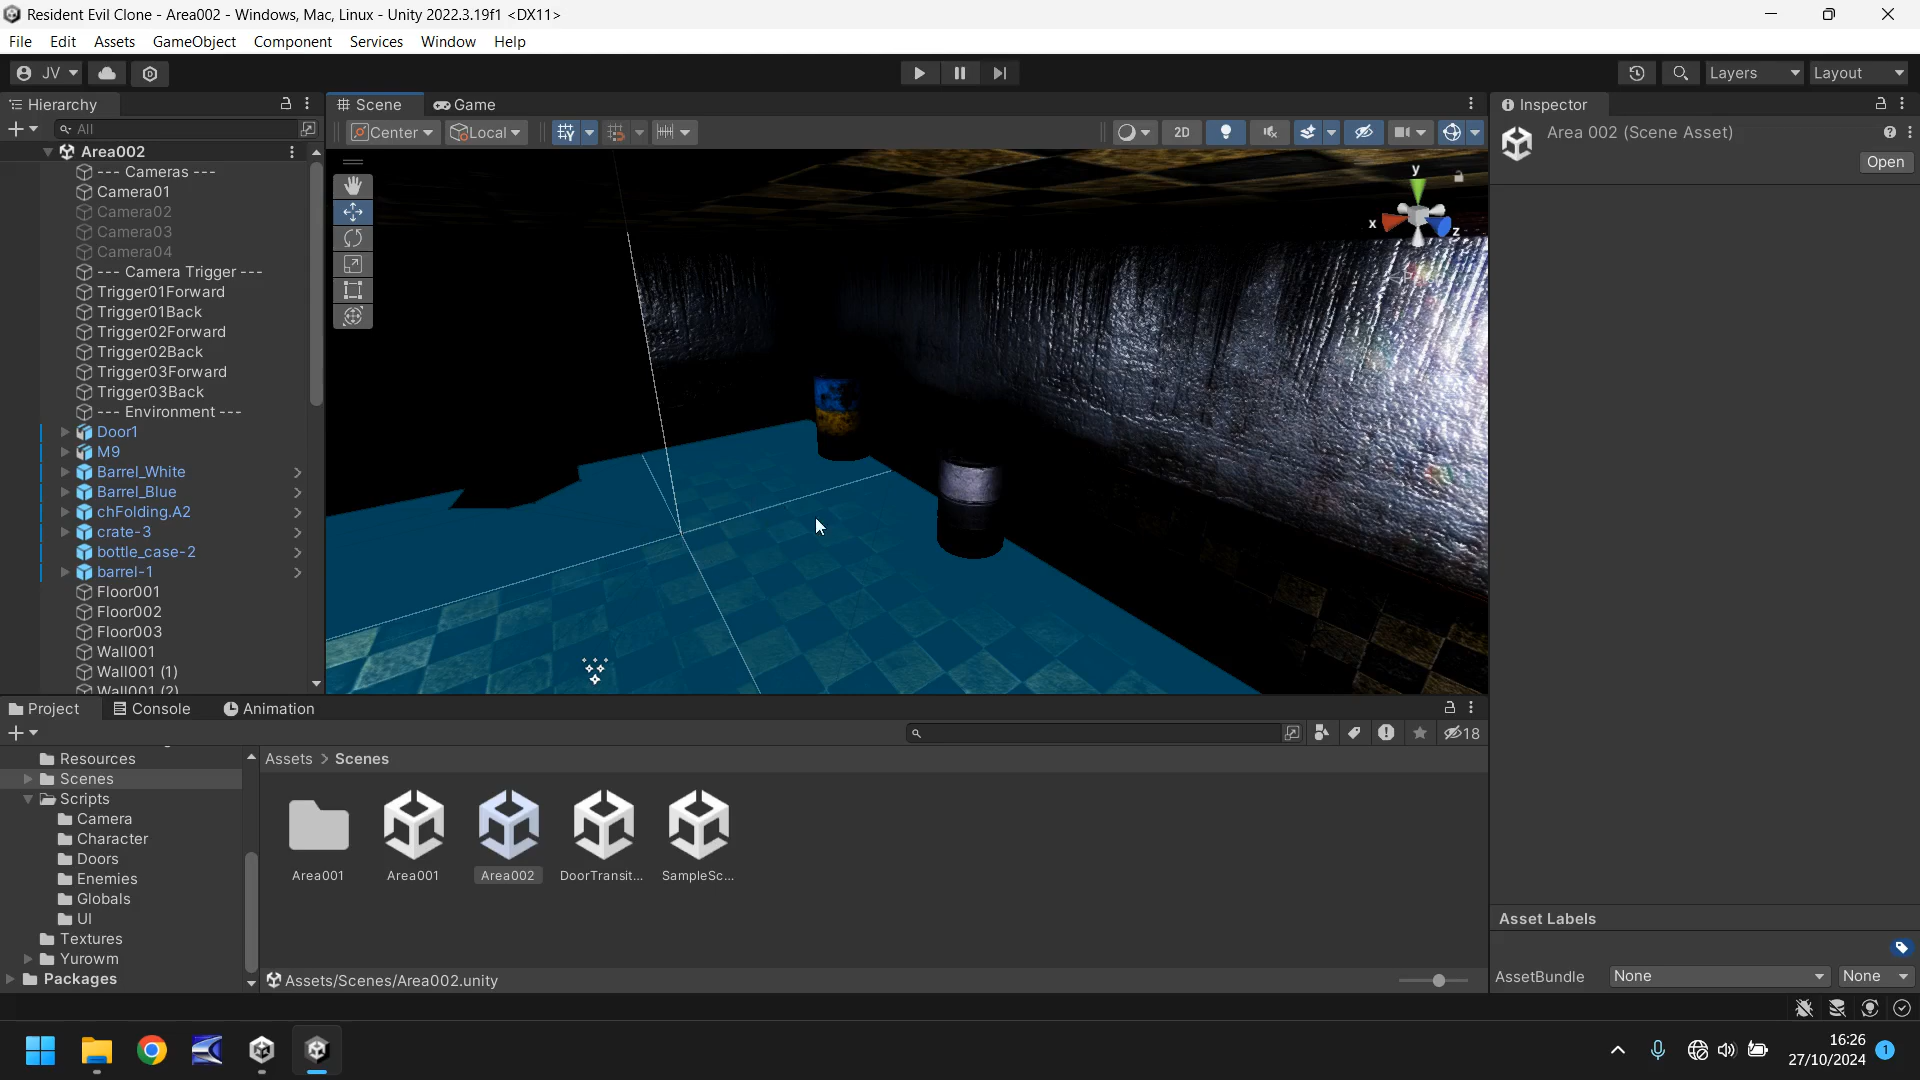 Resident Evil Clone - Area002 - Windows, Mac, Linux - Unity 2022.3.19f1 <DX11>
File Edit Assets GameObject Component Services Window Help
JV Layers Layout
Hierarchy Scene Game Inspector
All Center Local 2D Area 002 (Scene Asset)
Open
Area002
--- Cameras ---
Camera01
Camera02
Camera03
Camera04
--- Camera Trigger ---
Trigger01Forward
Trigger01Back
Trigger02Forward
Trigger02Back
Trigger03Forward
Trigger03Back
--- Environment ---
Door1
M9
Barrel_White
Barrel_Blue
chFolding.A2
crate-3
bottle_case-2
barrel-1
Floor001
Floor002
Floor003
Wall001
Wall001 (1)
Wall001 (2)
y
x
z
Project Console Animation
18
Resources
Scenes
Scripts
Camera
Character
Doors
Enemies
Globals
UI
Textures
Yurowm
Packages
Assets > Scenes
Area001 Area001 Area002 DoorTransit... SampleSc...
Assets/Scenes/Area002.unity
Asset Labels
AssetBundle None None
16:26
27/10/2024
1